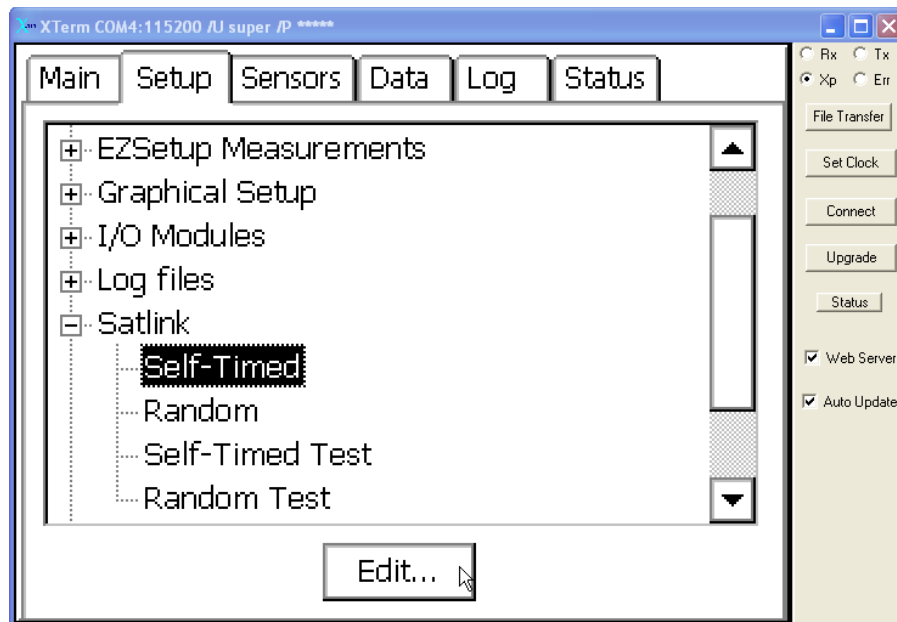 XTerm COM4:115200 /U super /P *****
Main Setup Sensors Data Log Status
EZSetup Measurements
Graphical Setup
I/O Modules
Log files
Satlink
Self-Timed
Random
Self-Timed Test
Random Test
Edit...
Rx Tx
Xp Err
File Transfer
Set Clock
Connect
Upgrade
Status
Web Server
Auto Update